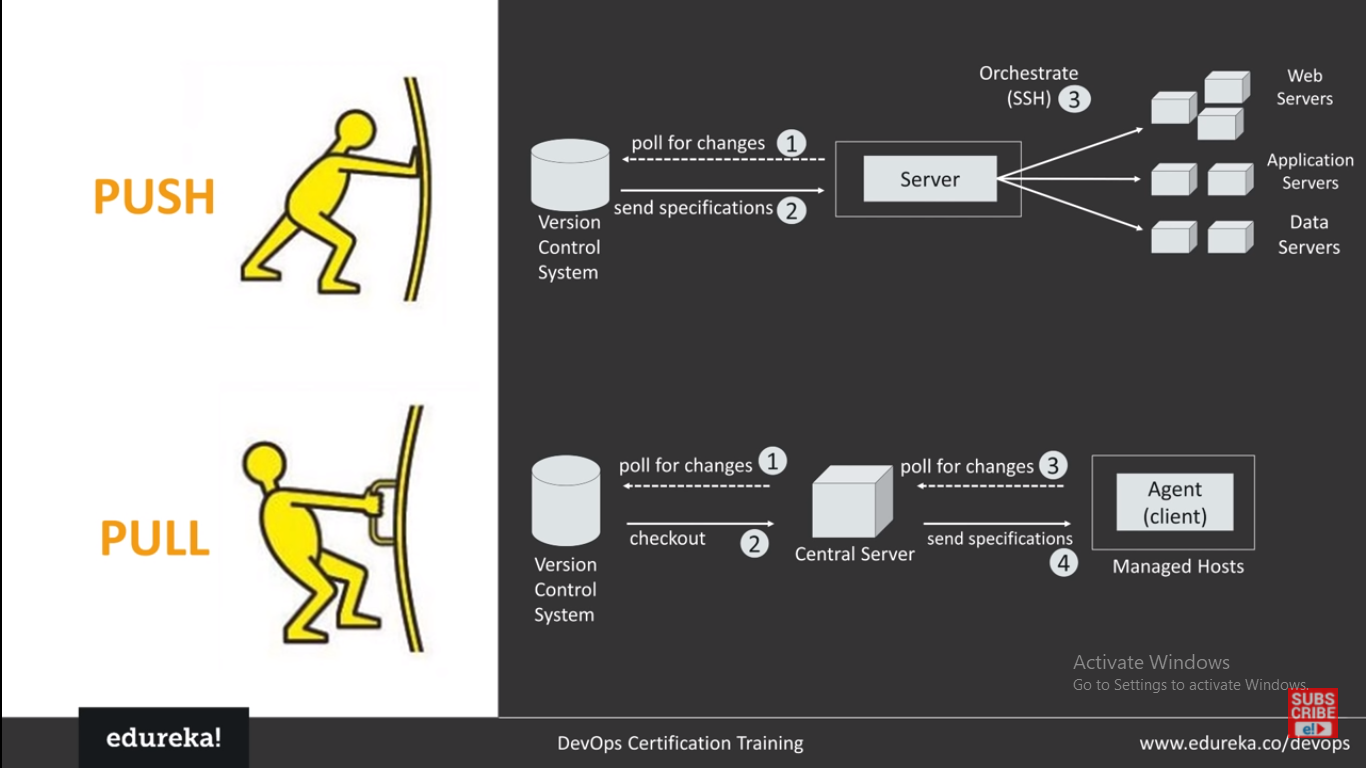 PUSH
poll for changes 1
send specifications 2
Version
Control
System
Server
Orchestrate
(SSH) 3
Web
Servers
Application
Servers
Data
Servers
PULL
poll for changes 1
checkout 2
Version
Control
System
Central Server
poll for changes 3
send specifications
4
Agent
(client)
Managed Hosts
Activate Windows
Go to Settings to activate Windows.
SUBS
CRIBE
e!
edureka!
DevOps Certification Training
www.edureka.co/devops